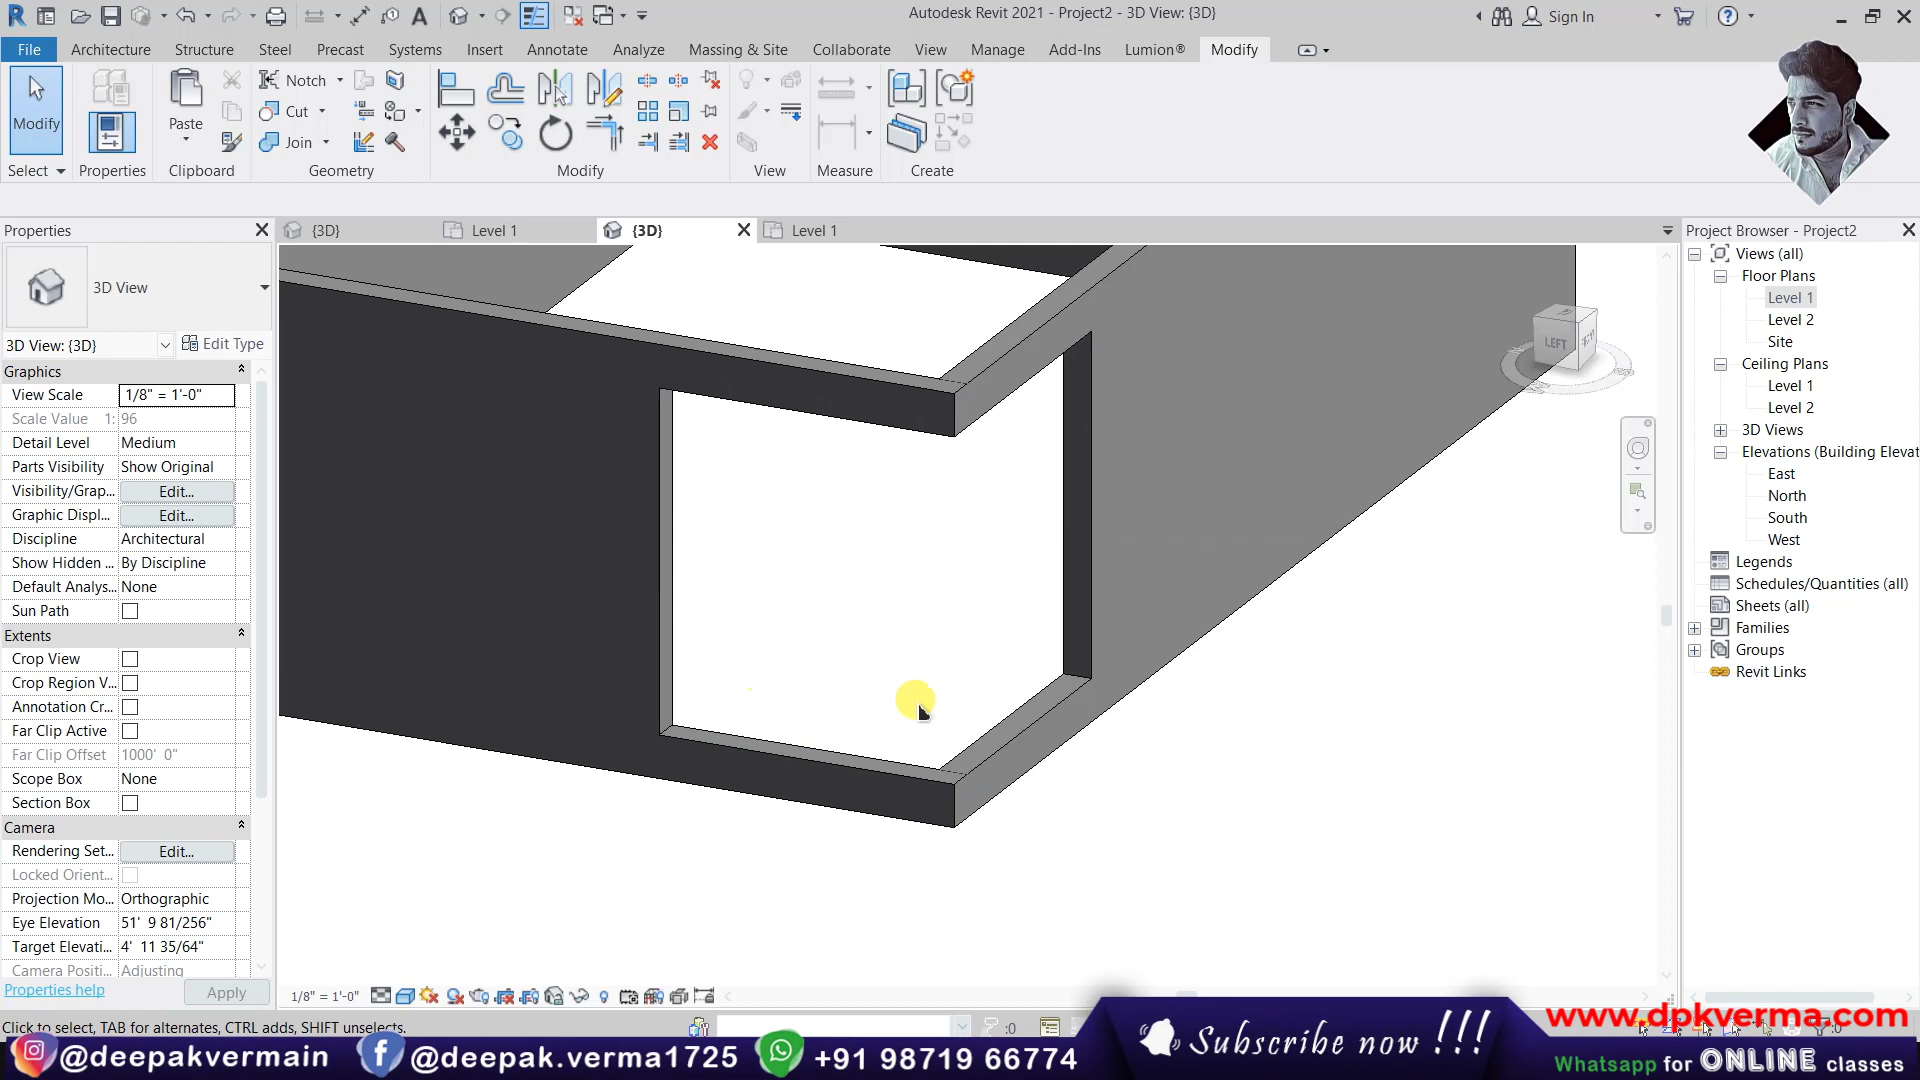 Autodesk Revit 2021 - Project2 - 3D View: {3D}
Sign In
File
Architecture
Structure
Steel
Precast
Systems
Insert
Annotate
Analyze
Massing & Site
Collaborate
View
Manage
Add-Ins
Lumion®
Modify
Modify
Paste
Notch
Cut
Join
Select
Properties
Clipboard
Geometry
Modify
View
Measure
Create
Properties
{3D}
Level 1
{3D}
Level 1
Project Browser - Project2
3D View
3D View: {3D}
Edit Type
Graphics
View Scale 1/8" = 1'-0"
Scale Value 1: 96
Detail Level Medium
Parts Visibility Show Original
Visibility/Grap... Edit...
Graphic Displ... Edit...
Discipline Architectural
Show Hidden ... By Discipline
Default Analys... None
Sun Path
Extents
Crop View
Crop Region V...
Annotation Cr...
Far Clip Active
Far Clip Offset 1000' 0"
Scope Box None
Section Box
Camera
Rendering Set... Edit...
Locked Orient...
Projection Mo... Orthographic
Eye Elevation 51' 9 81/256"
Target Elevati... 4' 11 35/64"
Camera Positi... Adjusting
Properties help
Apply
LEFT
Views (all)
Floor Plans
Level 1
Level 2
Site
Ceiling Plans
Level 1
Level 2
3D Views
Elevations (Building Elevat
East
North
South
West
Legends
Schedules/Quantities (all)
Sheets (all)
Families
Groups
Revit Links
1/8" = 1'-0"
Click to select, TAB for alternates, CTRL adds, SHIFT unselects.
:0
:0
@deepakvermain
@deepak.verma1725
+91 98719 66774
Subscribe now !!!
www.dpkverma.com
Whatsapp for ONLINE classes